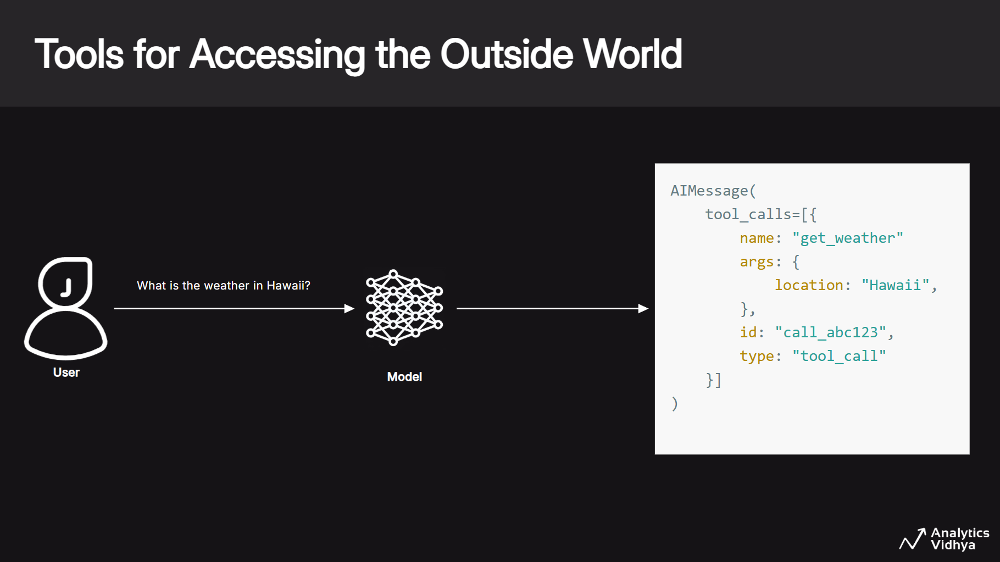 Tools for Accessing the Outside World
What is the weather in Hawaii?
User
Model
AIMessage(
    tool_calls=[{
        name: "get_weather"
        args: {
            location: "Hawaii",
        },
        id: "call_abc123",
        type: "tool_call"
    }]
)
Analytics
Vidhya